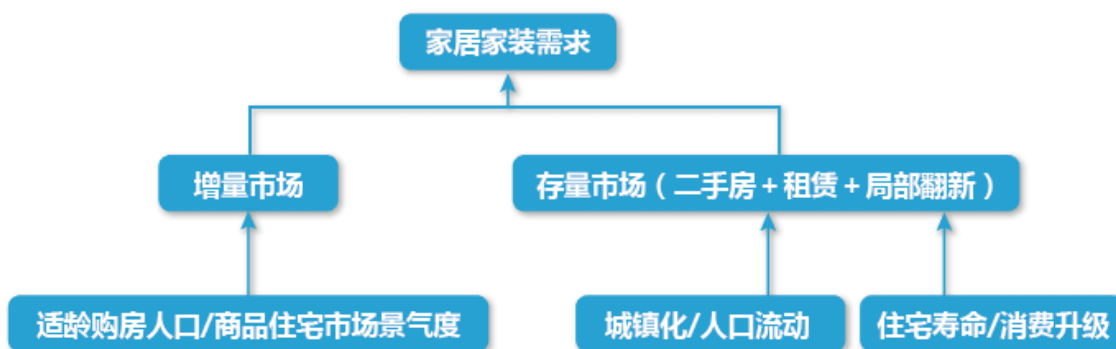 家居家装需求
增量市场
存量市场（二手房+租赁+局部翻新）
适龄购房人口/商品住宅市场景气度
城镇化/人口流动
住宅寿命/消费升级